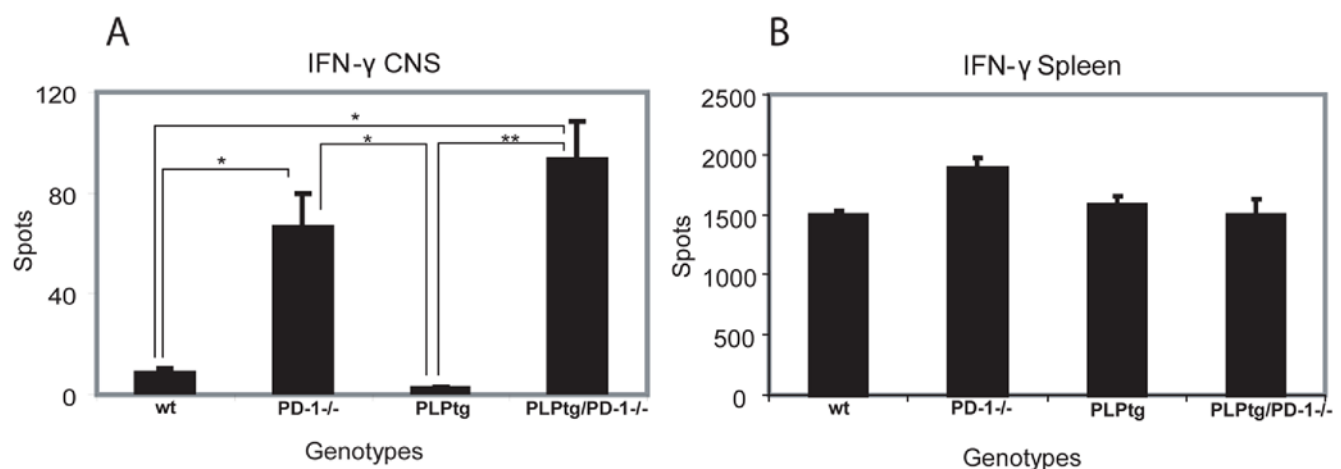 A
IFN-γ CNS
120
80
40
0
Spots
*
*
*
**
wt
PD-1-/-
PLPtg
PLPtg/PD-1-/-
Genotypes
B
IFN-γ Spleen
2500
2000
1500
1000
500
0
Spots
wt
PD-1-/-
PLPtg
PLPtg/PD-1-/-
Genotypes